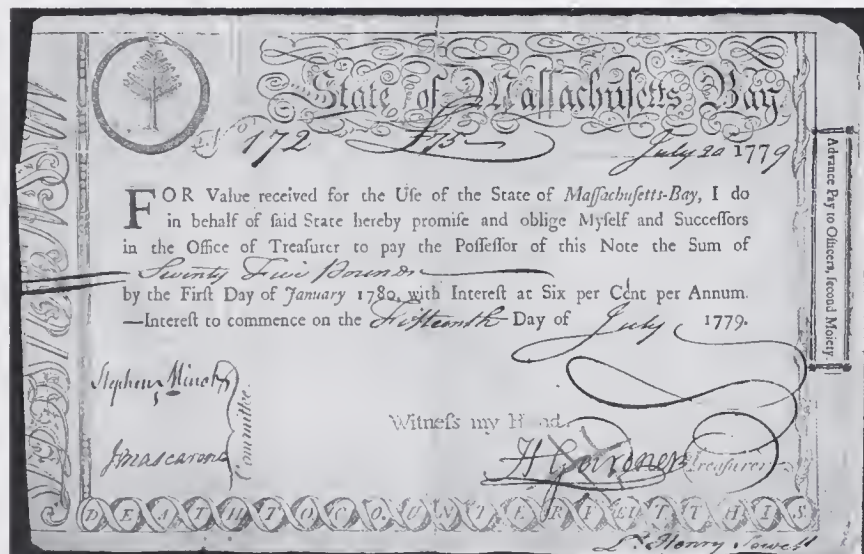 State of Maſſachuſetts Bay
172 £75— July 20 1779
FOR Value received for the Uſe of the State of Maſſachuſetts-Bay, I do
in behalf of ſaid State hereby promiſe and oblige Myſelf and Succeſſors
in the Office of Treaſurer to pay the Poſſeſſor of this Note the Sum of
Seventy Five Pounds
by the Firſt Day of January 1780, with Intereſt at Six per Cent per Annum.
—Intereſt to commence on the Fifteenth Day of July 1779.
Stephen Minot
J Mascarene
Committee.
Witneſs my Hand.
H Gardner Treaſurer
DEATH TO COUNTERFEIT THIS
Lt. Henry Sewell
Advance Pay to Officers, ſecond Moiety.